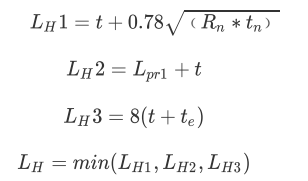 L_H1 = t + 0.78√(R_n * t_n)
L_H2 = L_pr1 + t
L_H3 = 8(t + t_e)
L_H = min(L_H1, L_H2, L_H3)